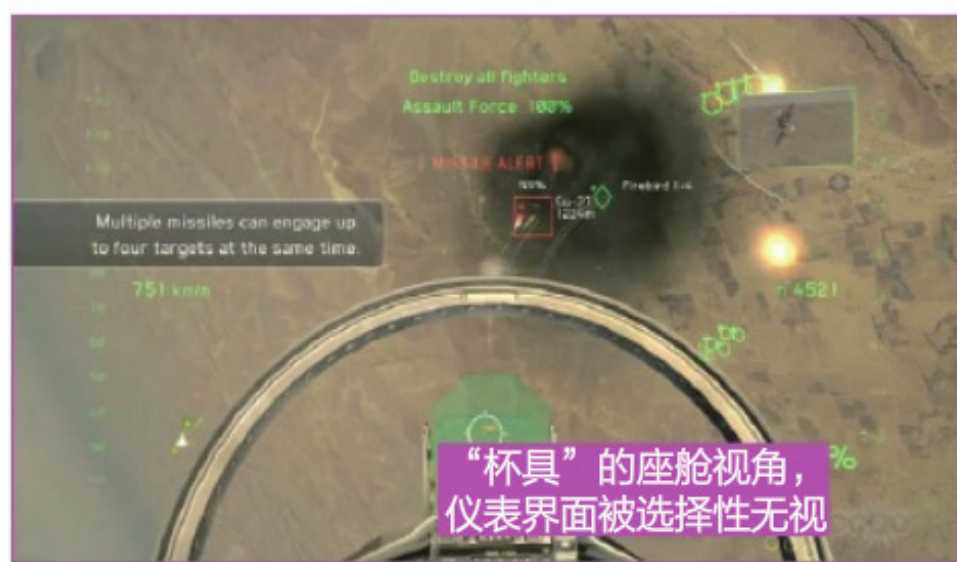 Destroy all fighters
Assault Force 100%
MISSILE ALERT
Firebird 1-4
Su-27
Multiple missiles can engage up
to four targets at the same time.
751 km/h
4521
%
“杯具”的座舱视角，
仪表界面被选择性无视